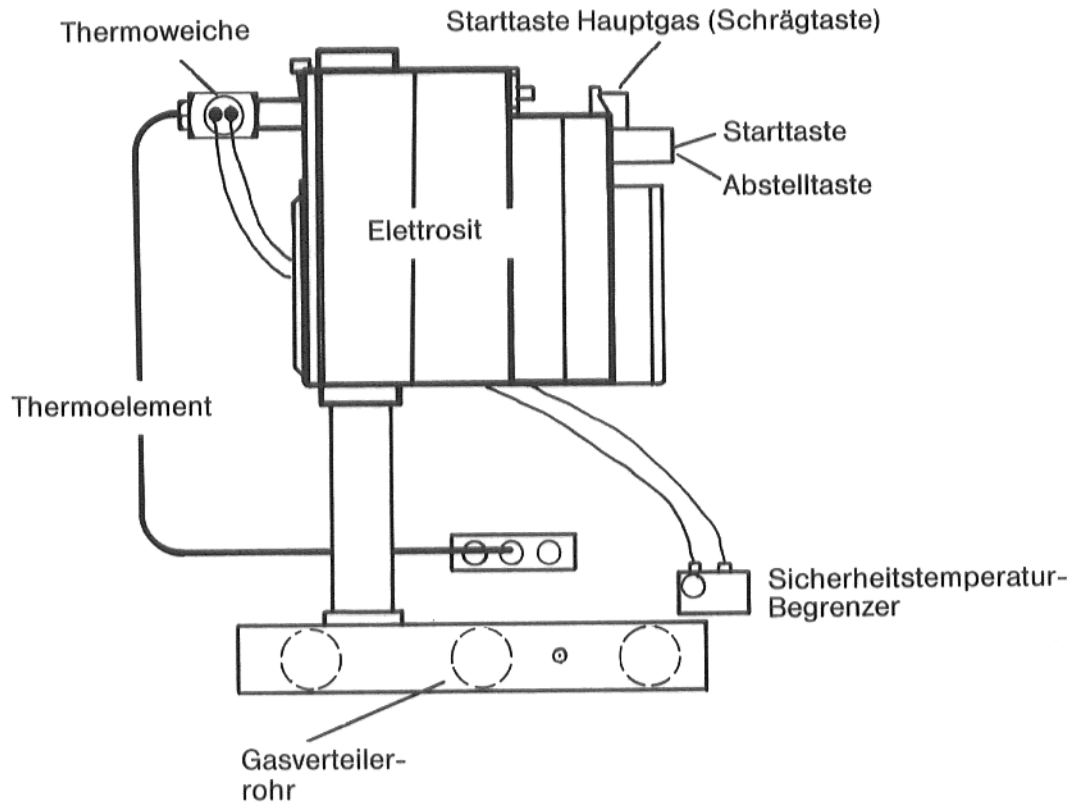 Thermoweiche
Starttaste Hauptgas (Schrägtaste)
Starttaste
Abstelltaste
Elettrosit
Thermoelement
Sicherheitstemperatur-
Begrenzer
Gasverteiler-
rohr